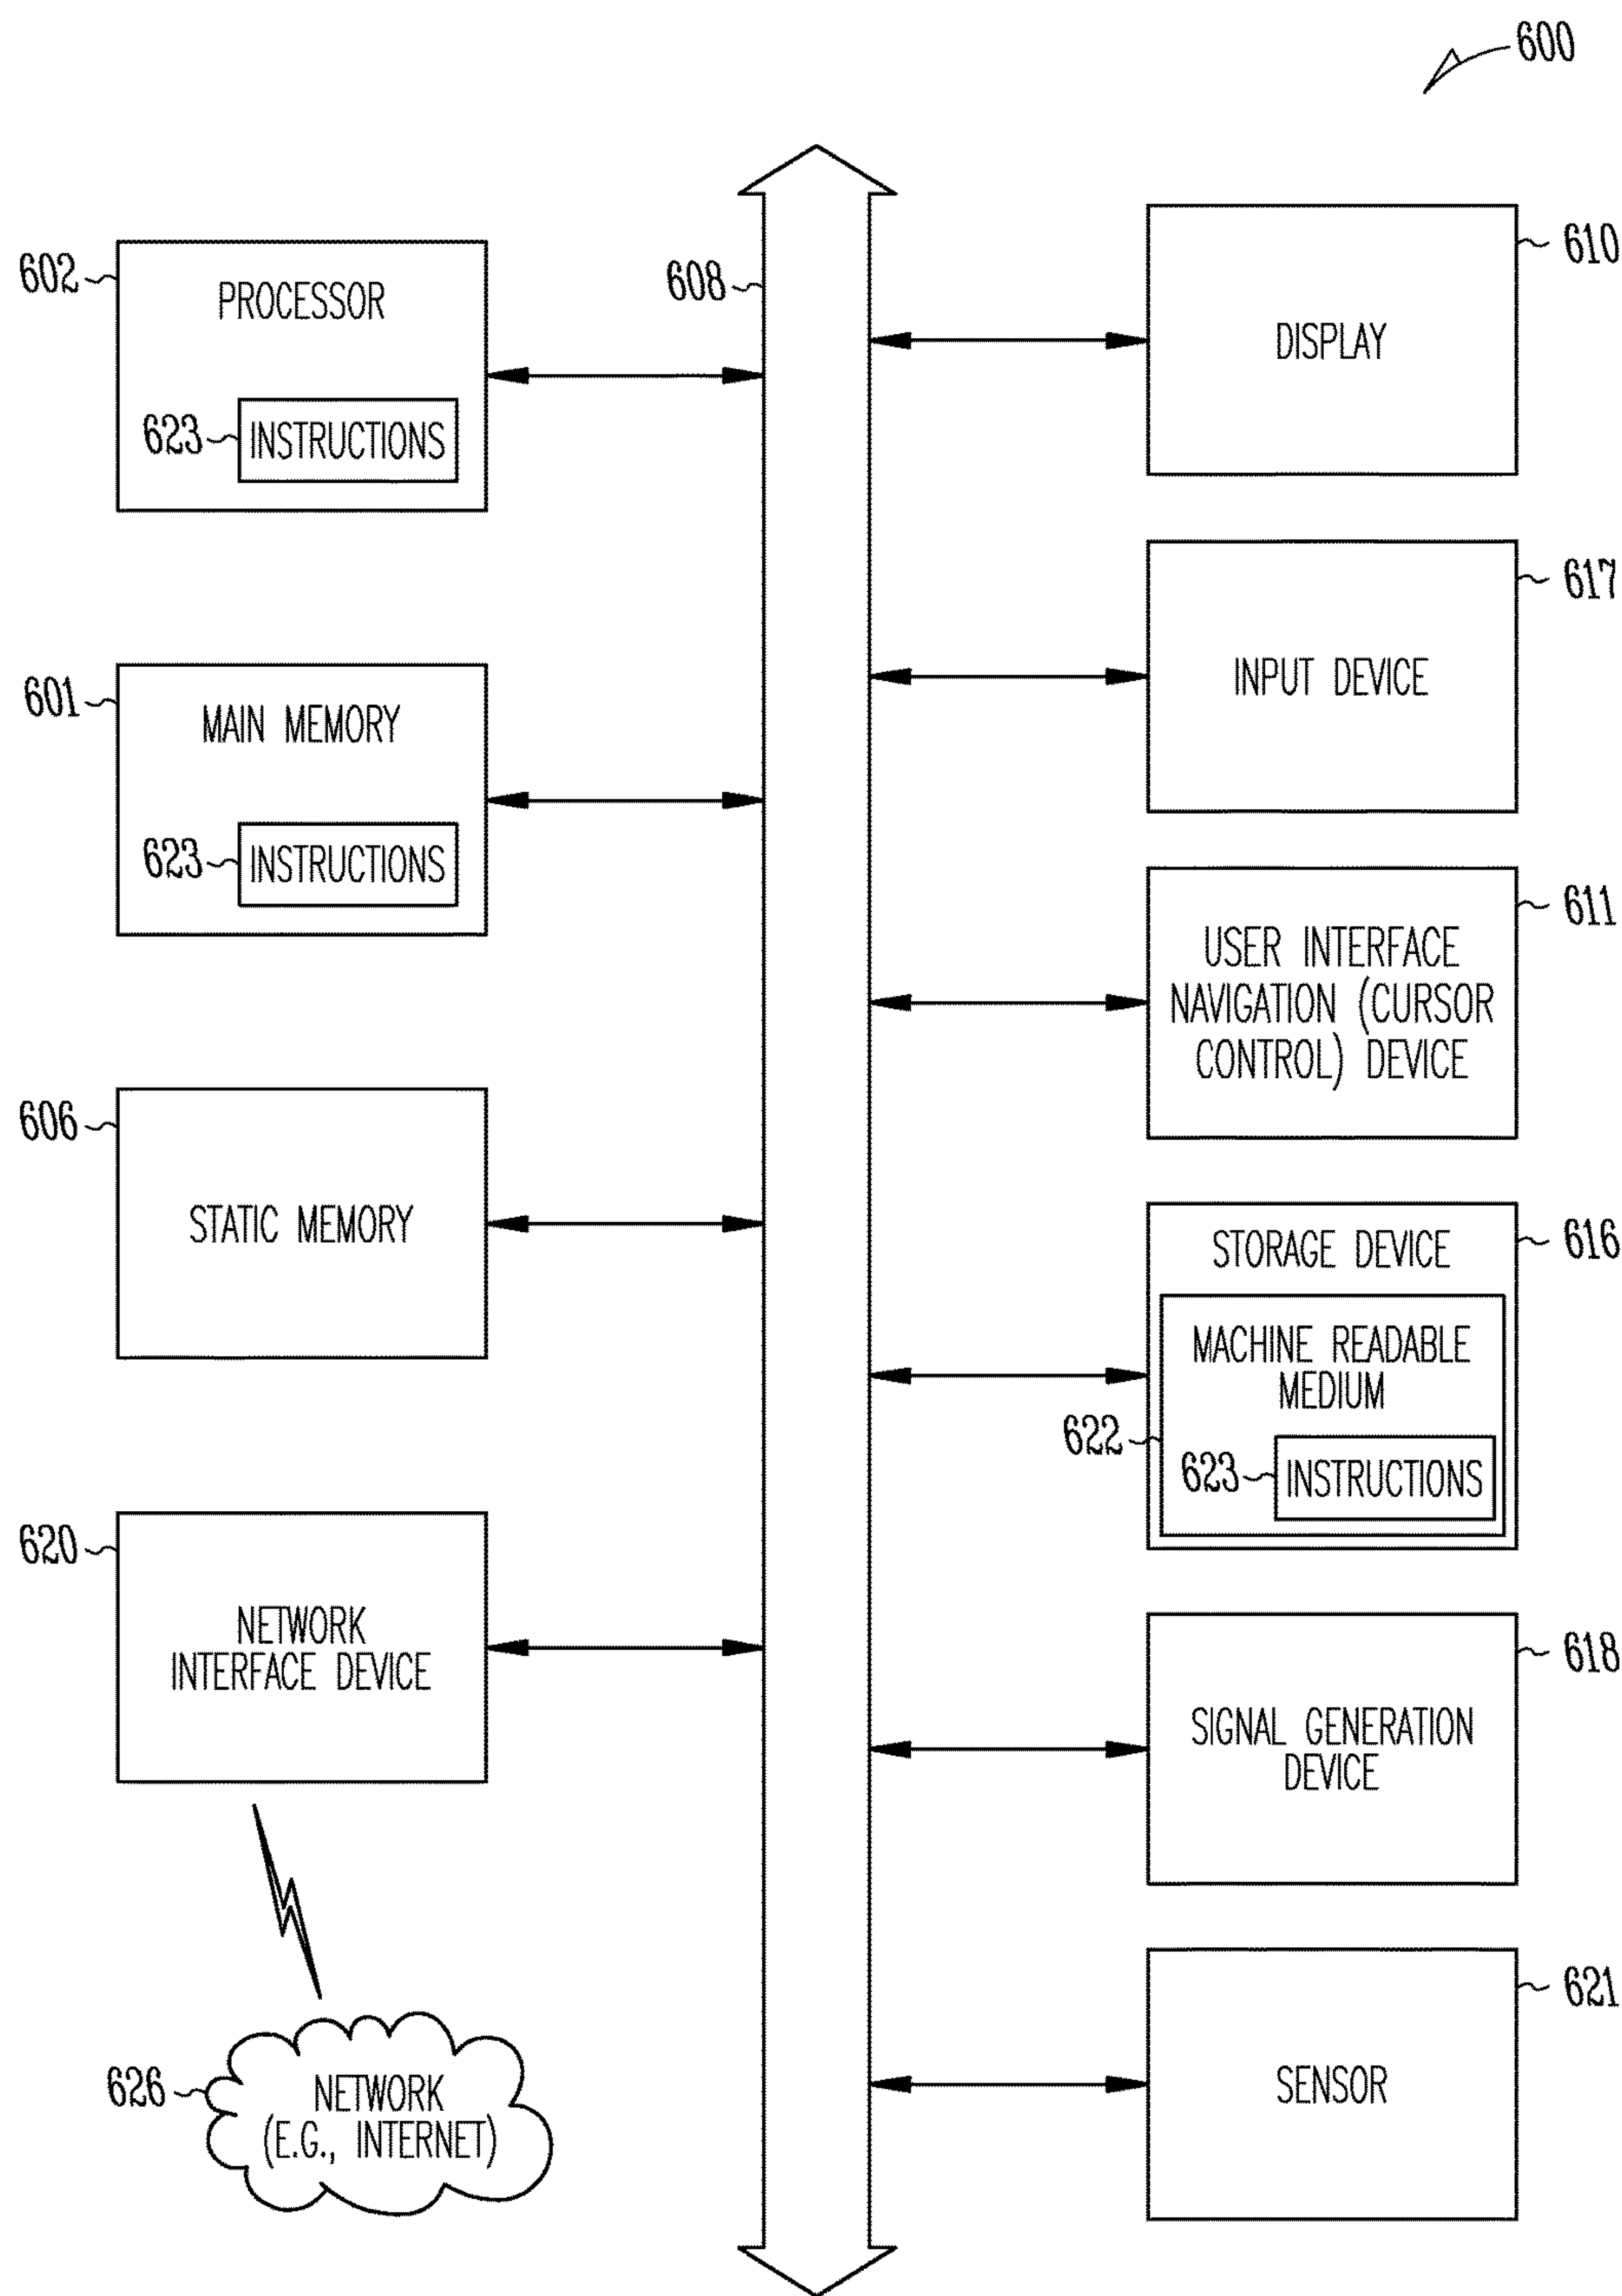 600
602
PROCESSOR
623
INSTRUCTIONS
601
MAIN MEMORY
623
INSTRUCTIONS
606
STATIC MEMORY
620
NETWORK
INTERFACE DEVICE
626
NETWORK
(E.G., INTERNET)
608
610
DISPLAY
617
INPUT DEVICE
611
USER INTERFACE
NAVIGATION (CURSOR
CONTROL) DEVICE
616
STORAGE DEVICE
MACHINE READABLE
MEDIUM
622
623
INSTRUCTIONS
618
SIGNAL GENERATION
DEVICE
621
SENSOR